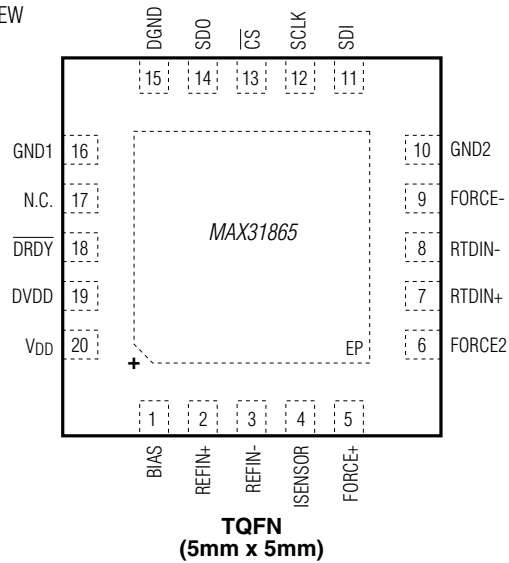 EW
DGND
SDO
CS
SCLK
SDI
15 14 13 12 11
GND1 16
10 GND2
N.C. 17
9 FORCE-
DRDY 18
8 RTDIN-
DVDD 19
7 RTDIN+
VDD 20
6 FORCE2
MAX31865
EP
+
1 2 3 4 5
BIAS
REFIN+
REFIN-
ISENSOR
FORCE+
TQFN
(5mm x 5mm)